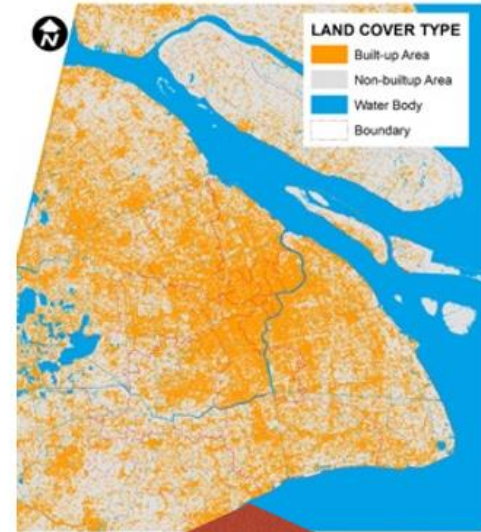 N
LAND COVER TYPE
Built-up Area
Non-builtup Area
Water Body
Boundary